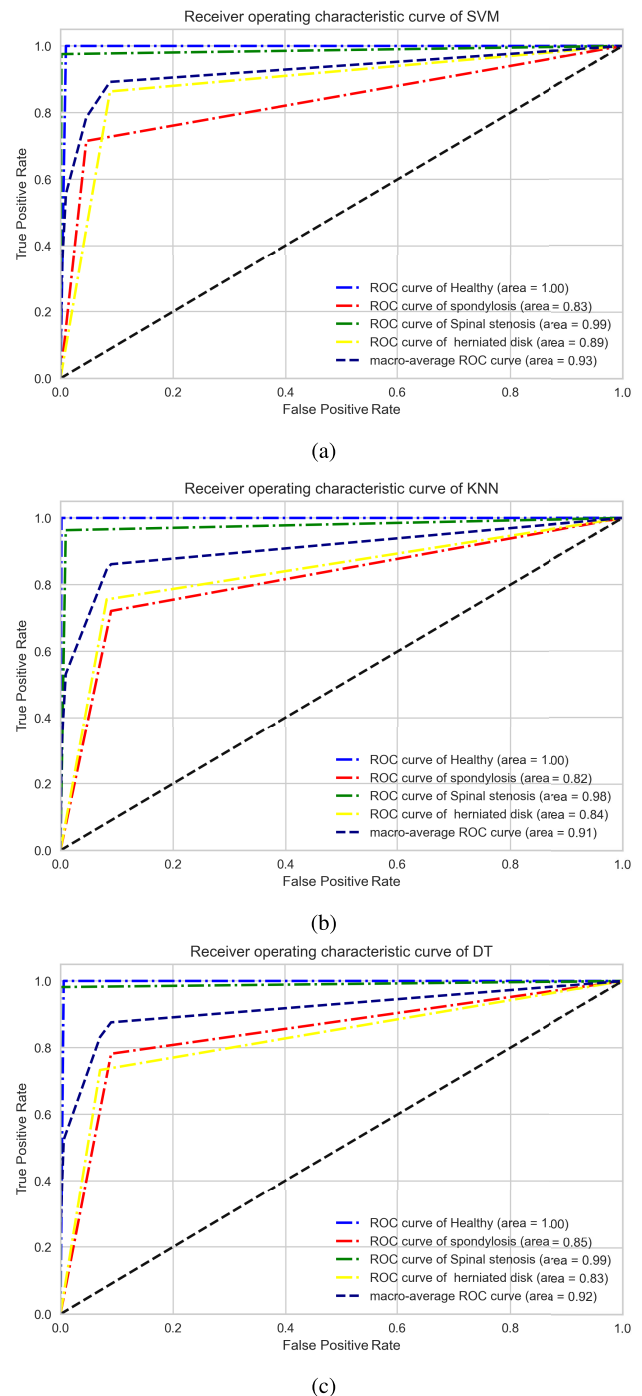 Receiver operating characteristic curve of SVM
1.0
0.8
0.6
0.4
0.2
0.0
True Positive Rate
ROC curve of Healthy (area = 1.00)
ROC curve of spondylosis (area = 0.83)
ROC curve of Spinal stenosis (area = 0.99)
ROC curve of  herniated disk (area = 0.89)
macro-average ROC curve (area = 0.93)
0.0 0.2 0.4 0.6 0.8 1.0
False Positive Rate
(a)
Receiver operating characteristic curve of KNN
1.0
0.8
0.6
0.4
0.2
0.0
True Positive Rate
ROC curve of Healthy (area = 1.00)
ROC curve of spondylosis (area = 0.82)
ROC curve of Spinal stenosis (area = 0.98)
ROC curve of  herniated disk (area = 0.84)
macro-average ROC curve (area = 0.91)
0.0 0.2 0.4 0.6 0.8 1.0
False Positive Rate
(b)
Receiver operating characteristic curve of DT
1.0
0.8
0.6
0.4
0.2
0.0
True Positive Rate
ROC curve of Healthy (area = 1.00)
ROC curve of spondylosis (area = 0.85)
ROC curve of Spinal stenosis (area = 0.99)
ROC curve of  herniated disk (area = 0.83)
macro-average ROC curve (area = 0.92)
0.0 0.2 0.4 0.6 0.8 1.0
False Positive Rate
(c)